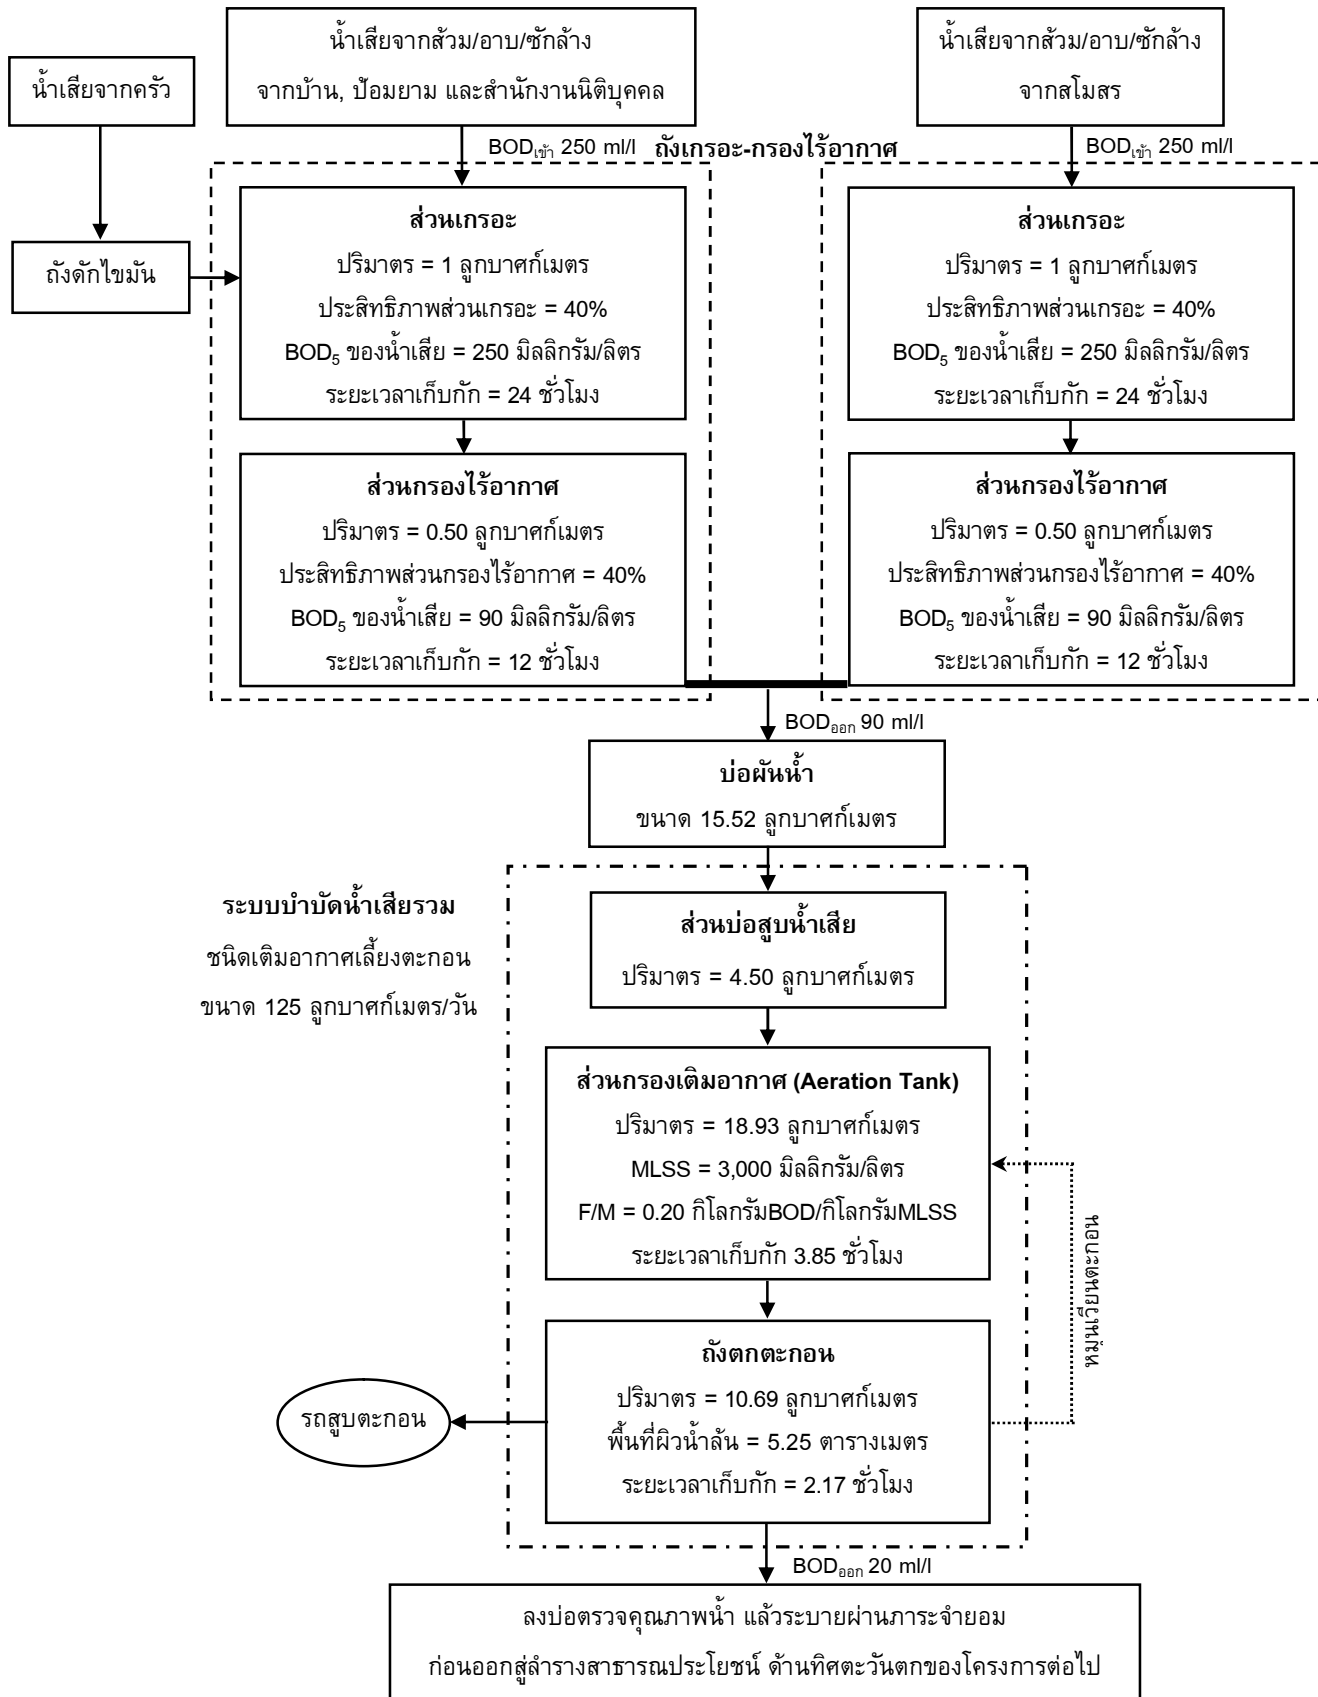 น้ำเสียจากส้วม/อาบ/ซักล้าง
จากบ้าน, ป้อมยาม และสำนักงานนิติบุคคล
น้ำเสียจากส้วม/อาบ/ซักล้าง
จากสโมสร
น้ำเสียจากครัว
BODเข้า 250 ml/l
ถังเกรอะ-กรองไร้อากาศ
BODเข้า 250 ml/l
ส่วนเกรอะ
ปริมาตร = 1 ลูกบาศก์เมตร
ประสิทธิภาพส่วนเกรอะ = 40%
BOD5 ของน้ำเสีย = 250 มิลลิกรัม/ลิตร
ระยะเวลาเก็บกัก = 24 ชั่วโมง
ส่วนเกรอะ
ปริมาตร = 1 ลูกบาศก์เมตร
ประสิทธิภาพส่วนเกรอะ = 40%
BOD5 ของน้ำเสีย = 250 มิลลิกรัม/ลิตร
ระยะเวลาเก็บกัก = 24 ชั่วโมง
ถังดักไขมัน
ส่วนกรองไร้อากาศ
ปริมาตร = 0.50 ลูกบาศก์เมตร
ประสิทธิภาพส่วนกรองไร้อากาศ = 40%
BOD5 ของน้ำเสีย = 90 มิลลิกรัม/ลิตร
ระยะเวลาเก็บกัก = 12 ชั่วโมง
ส่วนกรองไร้อากาศ
ปริมาตร = 0.50 ลูกบาศก์เมตร
ประสิทธิภาพส่วนกรองไร้อากาศ = 40%
BOD5 ของน้ำเสีย = 90 มิลลิกรัม/ลิตร
ระยะเวลาเก็บกัก = 12 ชั่วโมง
BODออก 90 ml/l
บ่อผันน้ำ
ขนาด 15.52 ลูกบาศก์เมตร
ระบบบำบัดน้ำเสียรวม
ชนิดเติมอากาศเลี้ยงตะกอน
ขนาด 125 ลูกบาศก์เมตร/วัน
ส่วนบ่อสูบน้ำเสีย
ปริมาตร = 4.50 ลูกบาศก์เมตร
ส่วนกรองเติมอากาศ (Aeration Tank)
ปริมาตร = 18.93 ลูกบาศก์เมตร
MLSS = 3,000 มิลลิกรัม/ลิตร
F/M = 0.20 กิโลกรัมBOD/กิโลกรัมMLSS
ระยะเวลาเก็บกัก 3.85 ชั่วโมง
หมุนเวียนตะกอน
ถังตกตะกอน
ปริมาตร = 10.69 ลูกบาศก์เมตร
พื้นที่ผิวน้ำล้น = 5.25 ตารางเมตร
ระยะเวลาเก็บกัก = 2.17 ชั่วโมง
รถสูบตะกอน
BODออก 20 ml/l
ลงบ่อตรวจคุณภาพน้ำ แล้วระบายผ่านภาระจำยอม
ก่อนออกสู่ลำรางสาธารณประโยชน์ ด้านทิศตะวันตกของโครงการต่อไป